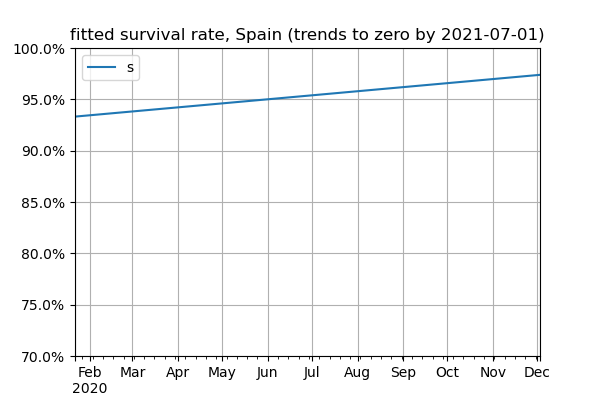 fitted survival rate, Spain (trends to zero by 2021-07-01)
100.0%
s
95.0%
90.0%
85.0%
80.0%
75.0%
70.0%
Feb Mar Apr May Jun Jul Aug Sep Oct Nov Dec
2020